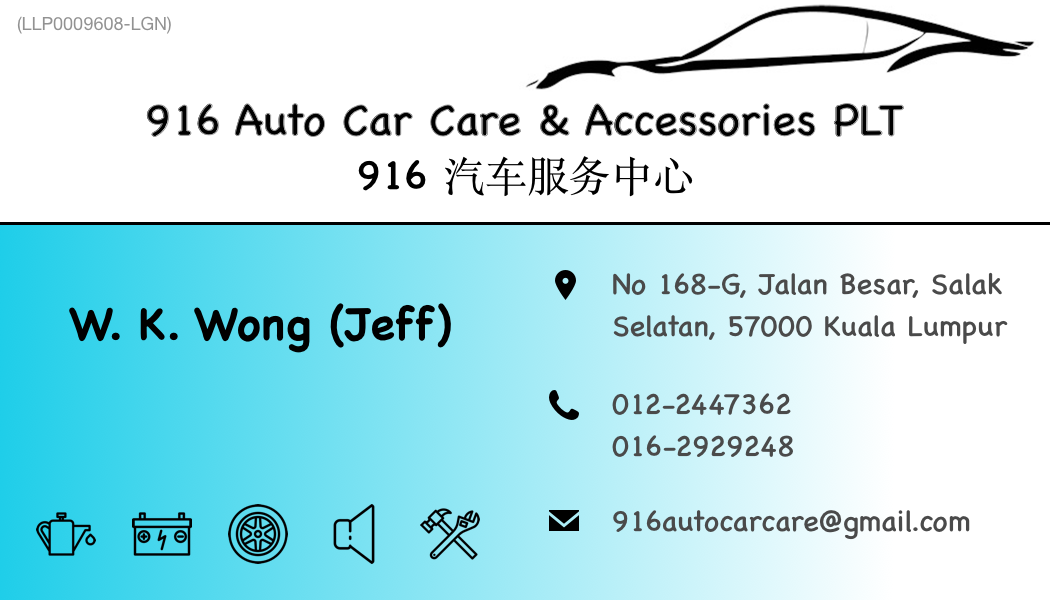 (LLP0009608-LGN)
916 Auto Car Care & Accessories PLT
916 汽车服务中心
W. K. Wong (Jeff)
No 168-G, Jalan Besar, Salak
Selatan, 57000 Kuala Lumpur
012-2447362
016-2929248
916autocarcare@gmail.com